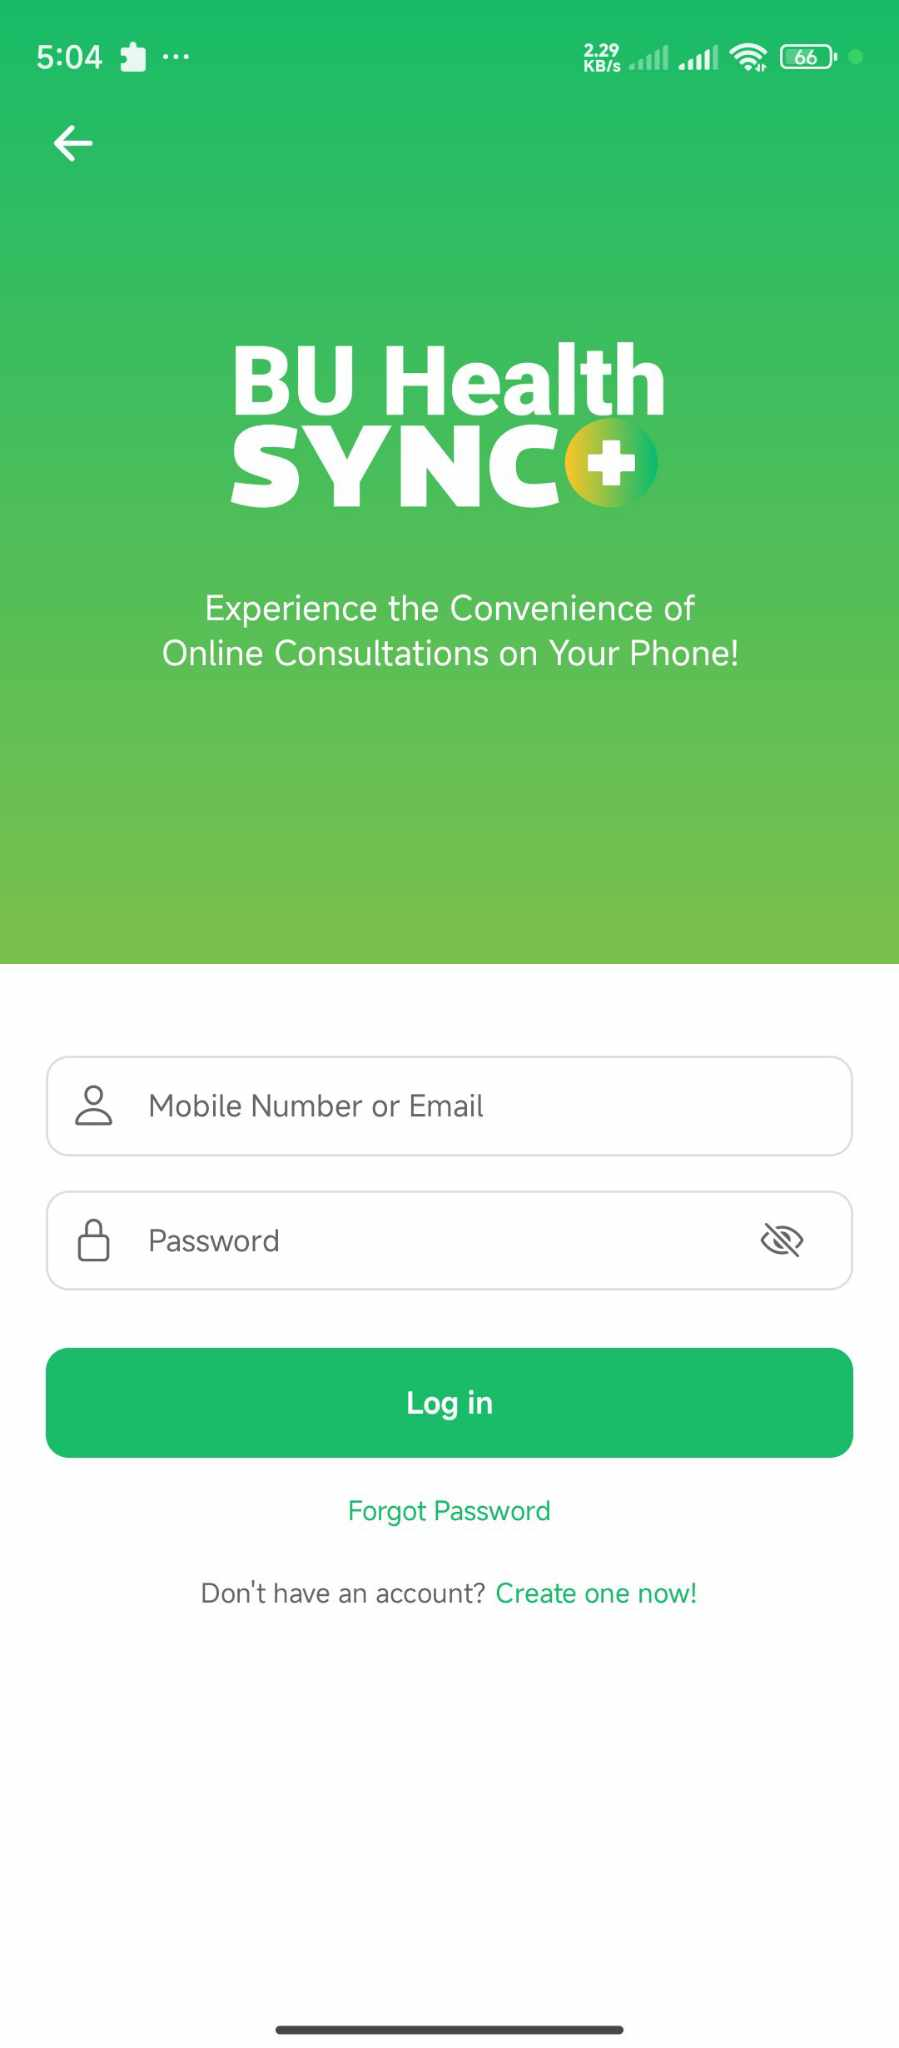 5:04
2.29
KB/s
66
BU Health
SYNC+
Experience the Convenience of
Online Consultations on Your Phone!
Mobile Number or Email
Password
Log in
Forgot Password
Don't have an account? Create one now!